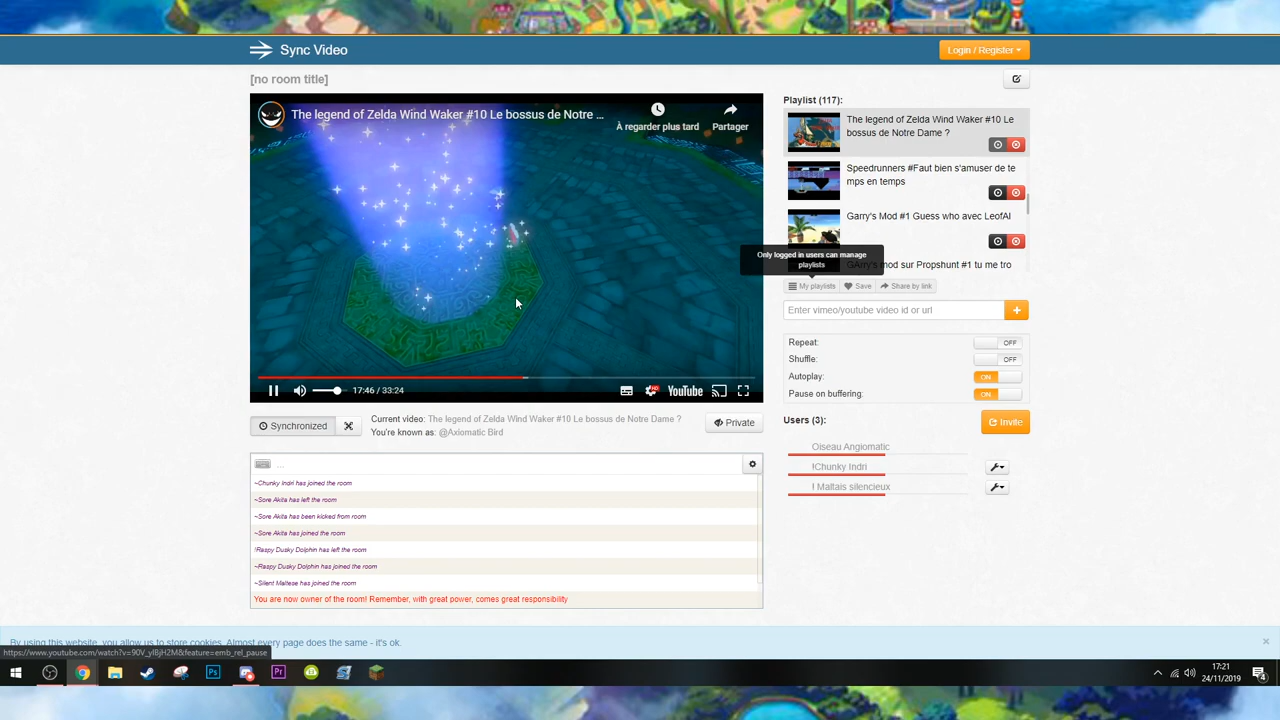 Sync Video
Login / Register
[no room title]
The legend of Zelda Wind Waker #10 Le bossus de Notre ...
À regarder plus tard
Partager
17:46 / 33:24
YouTube
Synchronized
Current video: The legend of Zelda Wind Waker #10 Le bossus de Notre Dame ?
You're known as: @Axiomatic Bird
Private
...
~Chunky Indri has joined the room
~Sore Akita has left the room
~Sore Akita has been kicked from room
~Sore Akita has joined the room
!Raspy Dusky Dolphin has left the room
~Raspy Dusky Dolphin has joined the room
~Silent Maltese has joined the room
You are now owner of the room! Remember, with great power, comes great responsibility
Playlist (117):
The legend of Zelda Wind Waker #10 Le
bossus de Notre Dame ?
Speedrunners #Faut bien s'amuser de te
mps en temps
Garry's Mod #1 Guess who avec LeofAl
GArry's mod sur Propshunt #1 tu me tro
Only logged in users can manage
playlists
My playlists
Save
Share by link
Enter vimeo/youtube video id or url
+
Repeat:
OFF
Shuffle:
OFF
Autoplay:
ON
Pause on buffering:
ON
Users (3):
Invite
Oiseau Angiomatic
!Chunky Indri
! Maltais silencieux
By using this website, you allow us to store cookies. Almost every page does the same - it's ok.
https://www.youtube.com/watch?v=90V_ylBjH2M&feature=emb_rel_pause
Ps
Pr
17:21
24/11/2019
4